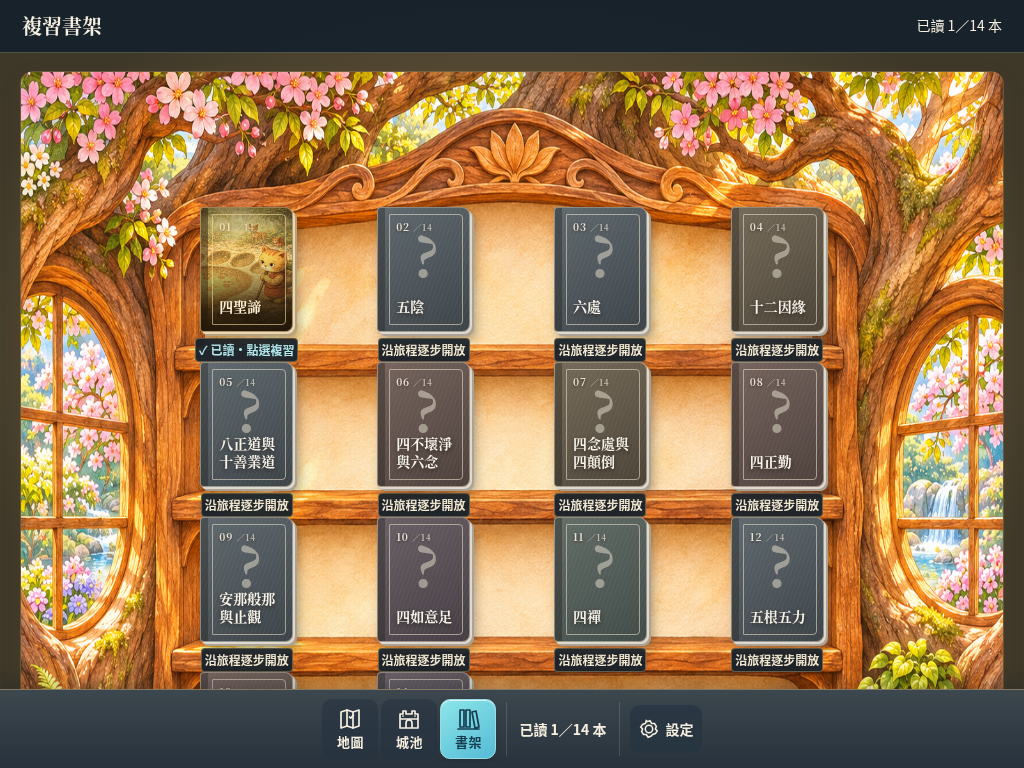 複習書架
已讀 1／14 本
01 ／14
四聖諦
✓ 已讀・點選複習
02 ／14
五陰
沿旅程逐步開放
03 ／14
六處
沿旅程逐步開放
04 ／14
十二因緣
沿旅程逐步開放
05 ／14
八正道與
十善業道
沿旅程逐步開放
06 ／14
四不壞淨
與六念
沿旅程逐步開放
07 ／14
四念處與
四顛倒
沿旅程逐步開放
08 ／14
四正勤
沿旅程逐步開放
09 ／14
安那般那
與止觀
沿旅程逐步開放
10 ／14
四如意足
沿旅程逐步開放
11 ／14
四禪
沿旅程逐步開放
12 ／14
五根五力
沿旅程逐步開放
地圖
城池
書架
已讀 1／14 本
設定